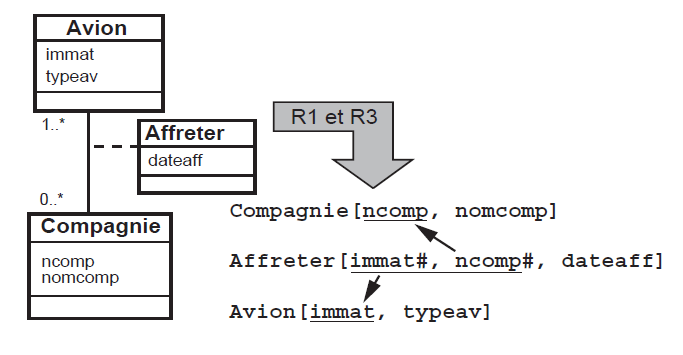 Avion
immat
typeav
1..*
Affreter
dateaff
0..*
Compagnie
ncomp
nomcomp
R1 et R3
Compagnie[ncomp, nomcomp]
Affreter[immat#, ncomp#, dateaff]
Avion[immat, typeav]